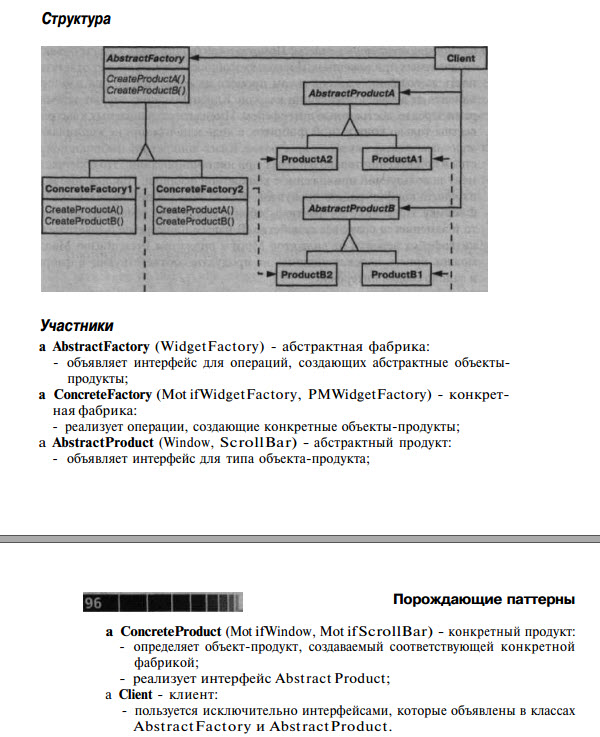 Структура
AbstractFactory
CreateProductA()
CreateProductB()
Client
AbstractProductA
ProductA2
ProductA1
ConcreteFactory1
CreateProductA()
CreateProductB()
ConcreteFactory2
CreateProductA()
CreateProductB()
AbstractProductB
ProductB2
ProductB1
Участники
a AbstractFactory (WidgetFactory) - абстрактная фабрика:
- объявляет интерфейс для операций, создающих абстрактные объекты-
продукты;
a ConcreteFactory (Mot ifWidgetFactory, PMWidgetFactory) - конкрет-
ная фабрика:
- реализует операции, создающие конкретные объекты-продукты;
a AbstractProduct (Window, ScrollBar) - абстрактный продукт:
- объявляет интерфейс для типа объекта-продукта;
96
Порождающие паттерны
a ConcreteProduct (Mot ifWindow, Mot ifScrollBar) - конкретный продукт:
- определяет объект-продукт, создаваемый соответствующей конкретной
фабрикой;
- реализует интерфейс Abstract Product;
a Client - клиент:
- пользуется исключительно интерфейсами, которые объявлены в классах
AbstractFactory и AbstractProduct.